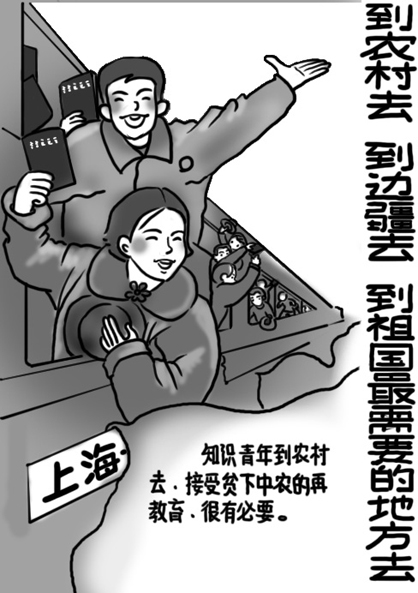 到农村去 到边疆去 到祖国最再要的地方去
知识青年到农村
去，接受贫下中农的再
教育，很有必要。
上海